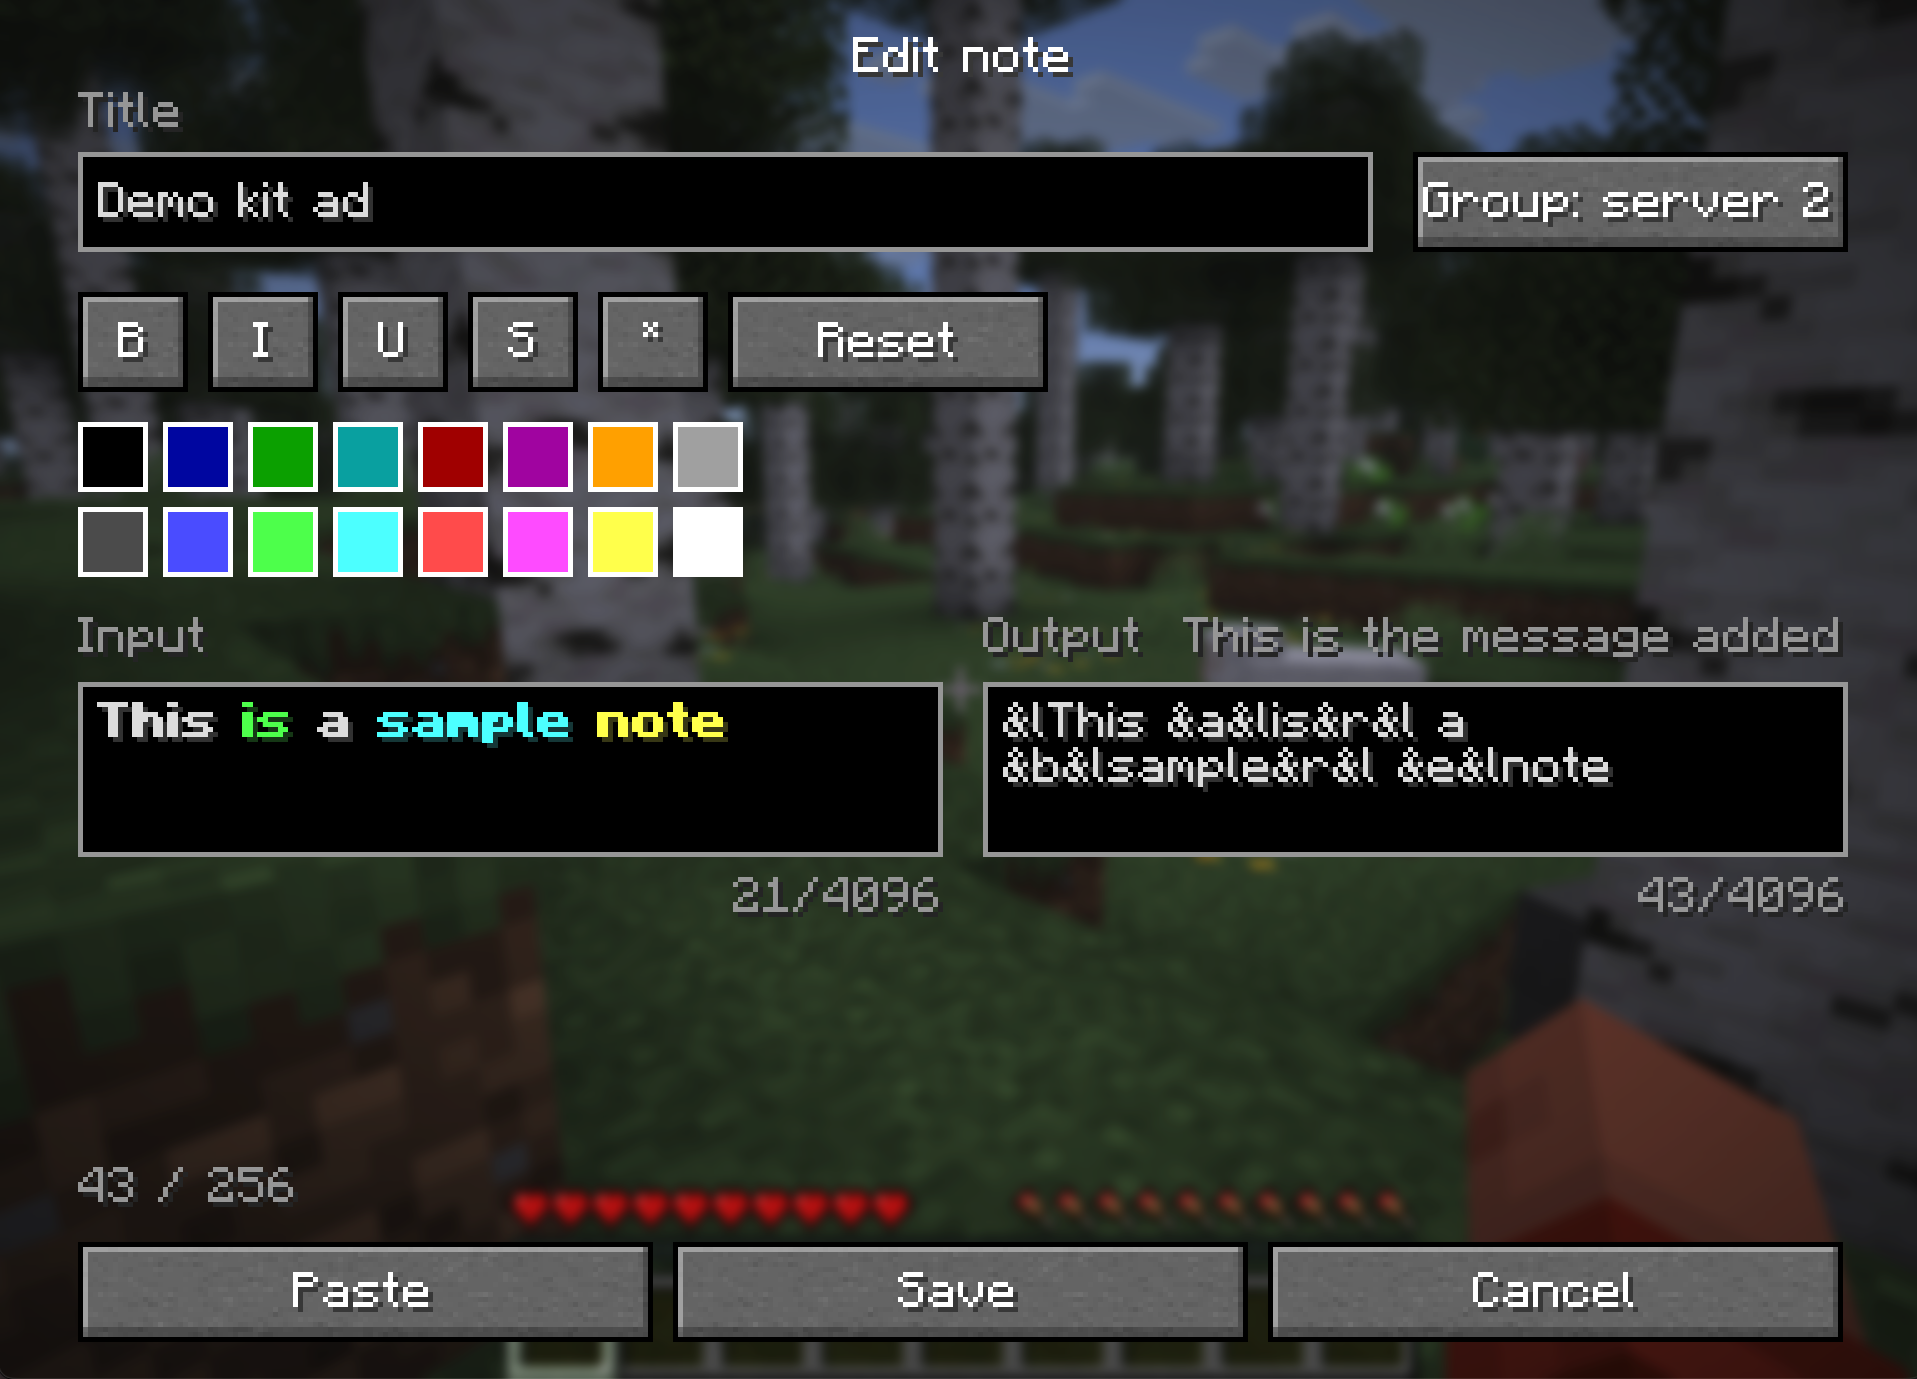 Edit note
Title
Demo kit ad
Group: server 2
B I U S * Reset
Input
Output This is the message added
This is a sample note
&lThis &a&lis&r&l a
&b&lsample&r&l &e&lnote
21/4096
43/4096
43 / 256
Paste
Save
Cancel